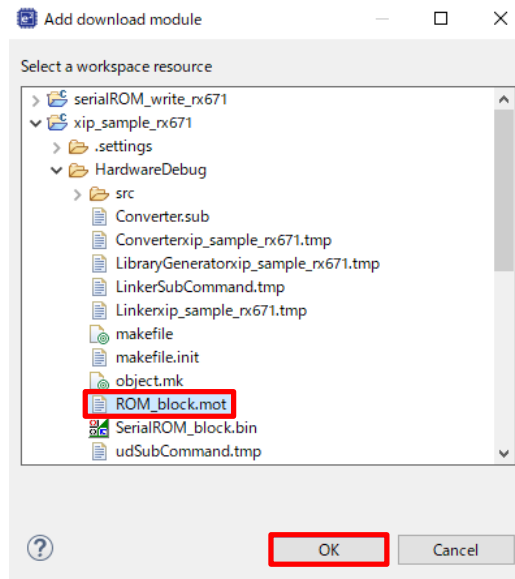 Add download module
Select a workspace resource
serialROM_write_rx671
xip_sample_rx671
.settings
HardwareDebug
src
Converter.sub
Converterxip_sample_rx671.tmp
LibraryGeneratorxip_sample_rx671.tmp
LinkerSubCommand.tmp
Linkerxip_sample_rx671.tmp
makefile
makefile.init
object.mk
ROM_block.mot
SerialROM_block.bin
udSubCommand.tmp
OK Cancel